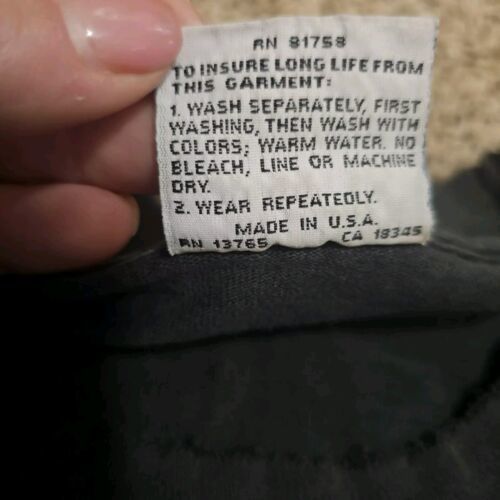 RN 81758
TO INSURE LONG LIFE FROM
THIS GARMENT:
1. WASH SEPARATELY, FIRST
WASHING, THEN WASH WITH
COLORS; WARM WATER. NO
BLEACH, LINE OR MACHINE
DRY.
2. WEAR REPEATEDLY.
MADE IN U.S.A.
RN 13765 CA 18345